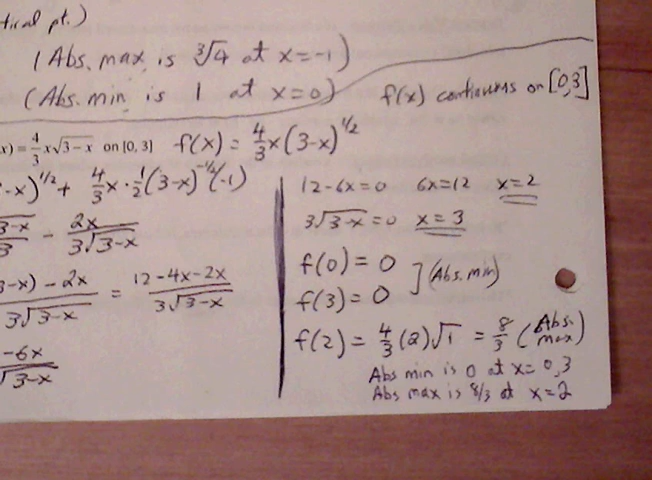 tical pt.)
(Abs. max is ∛4 at x=-1)
(Abs. min is 1 at x=0)
f(x) continuous on [0,3]
x) = 4/3 x√3-x on [0, 3] f(x) = 4/3 x(3-x)^1/2
-x)^1/2 + 4/3 x · 1/2 (3-x)^-1/2 (-1)
3-x/3 - 2x/3√3-x
3-x) - 2x/3√3-x = 12-4x-2x/3√3-x
-6x/√3-x
12-6x=0 6x=12 x=2
3√3-x=0 x=3
f(0) = 0
f(3) = 0 ] (Abs. min)
f(2) = 4/3 (2)√1 = 8/3 (Abs. max)
Abs min is 0 at x=0,3
Abs max is 8/3 at x=2